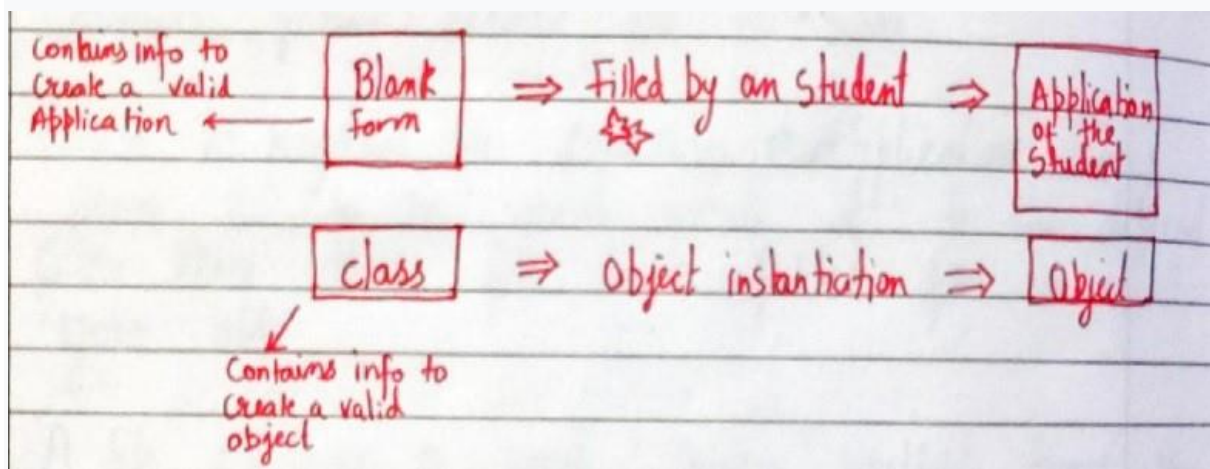 Contains info to
Create a valid
Application
Blank
form
⇒ Filled by an Student ⇒
Application
of the
Student
class ⇒ Object instantiation ⇒ Object
Contains info to
Create a valid
object